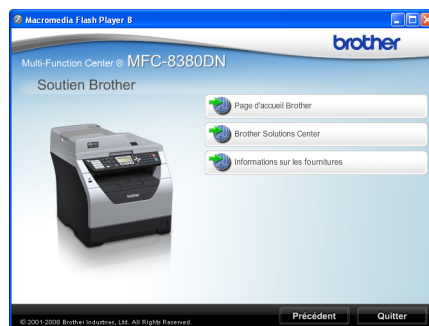 Macromedia Flash Player 8
brother
Multi-Function Center ® MFC-8380DN
Soutien Brother
Page d'accueil Brother
Brother Solutions Center
Informations sur les fournitures
brother
© 2001-2008 Brother Industries, Ltd. All Rights Reserved.
Précédent
Quitter